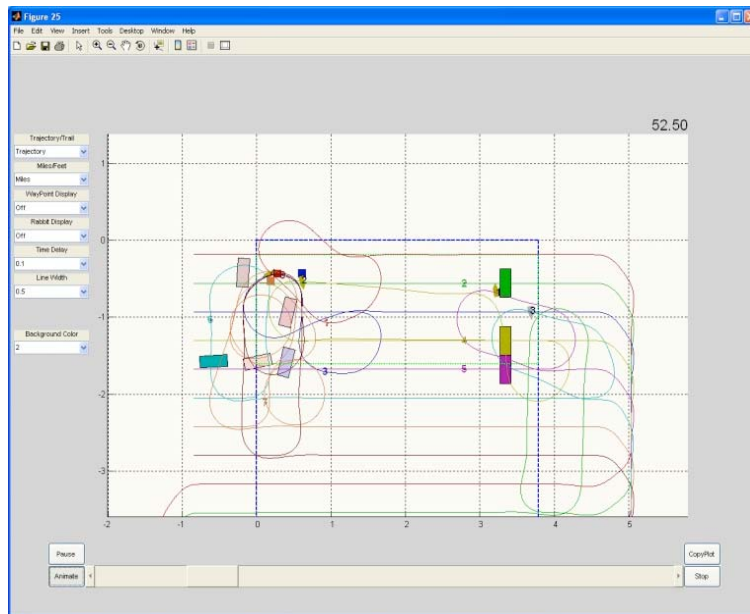 Figure 25
File Edit View Insert Tools Desktop Window Help
52.50
Trajectory/Trail
Trajectory
Miles/Feet
Miles
WayPoint Display
Off
Rabbit Display
Off
Time Delay
0.1
Line Width
0.5
Background Color
2
1
0
-1
-2
-3
2
3
5
3
-2 -1 0 1 2 3 4 5
Pause
CopyPlot
Animate
Stop